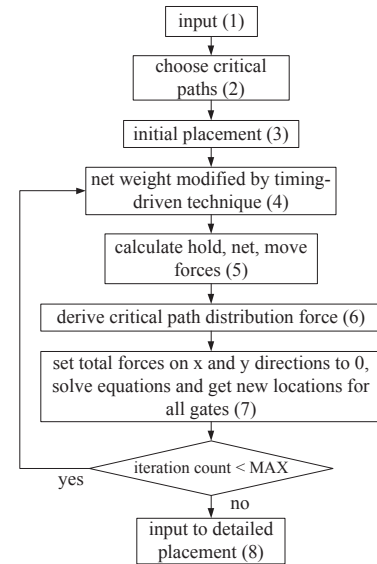 input (1)
choose critical
paths (2)
initial placement (3)
net weight modified by timing-
driven technique (4)
calculate hold, net, move
forces (5)
derive critical path distribution force (6)
set total forces on x and y directions to 0,
solve equations and get new locations for
all gates (7)
iteration count < MAX
yes
no
input to detailed
placement (8)